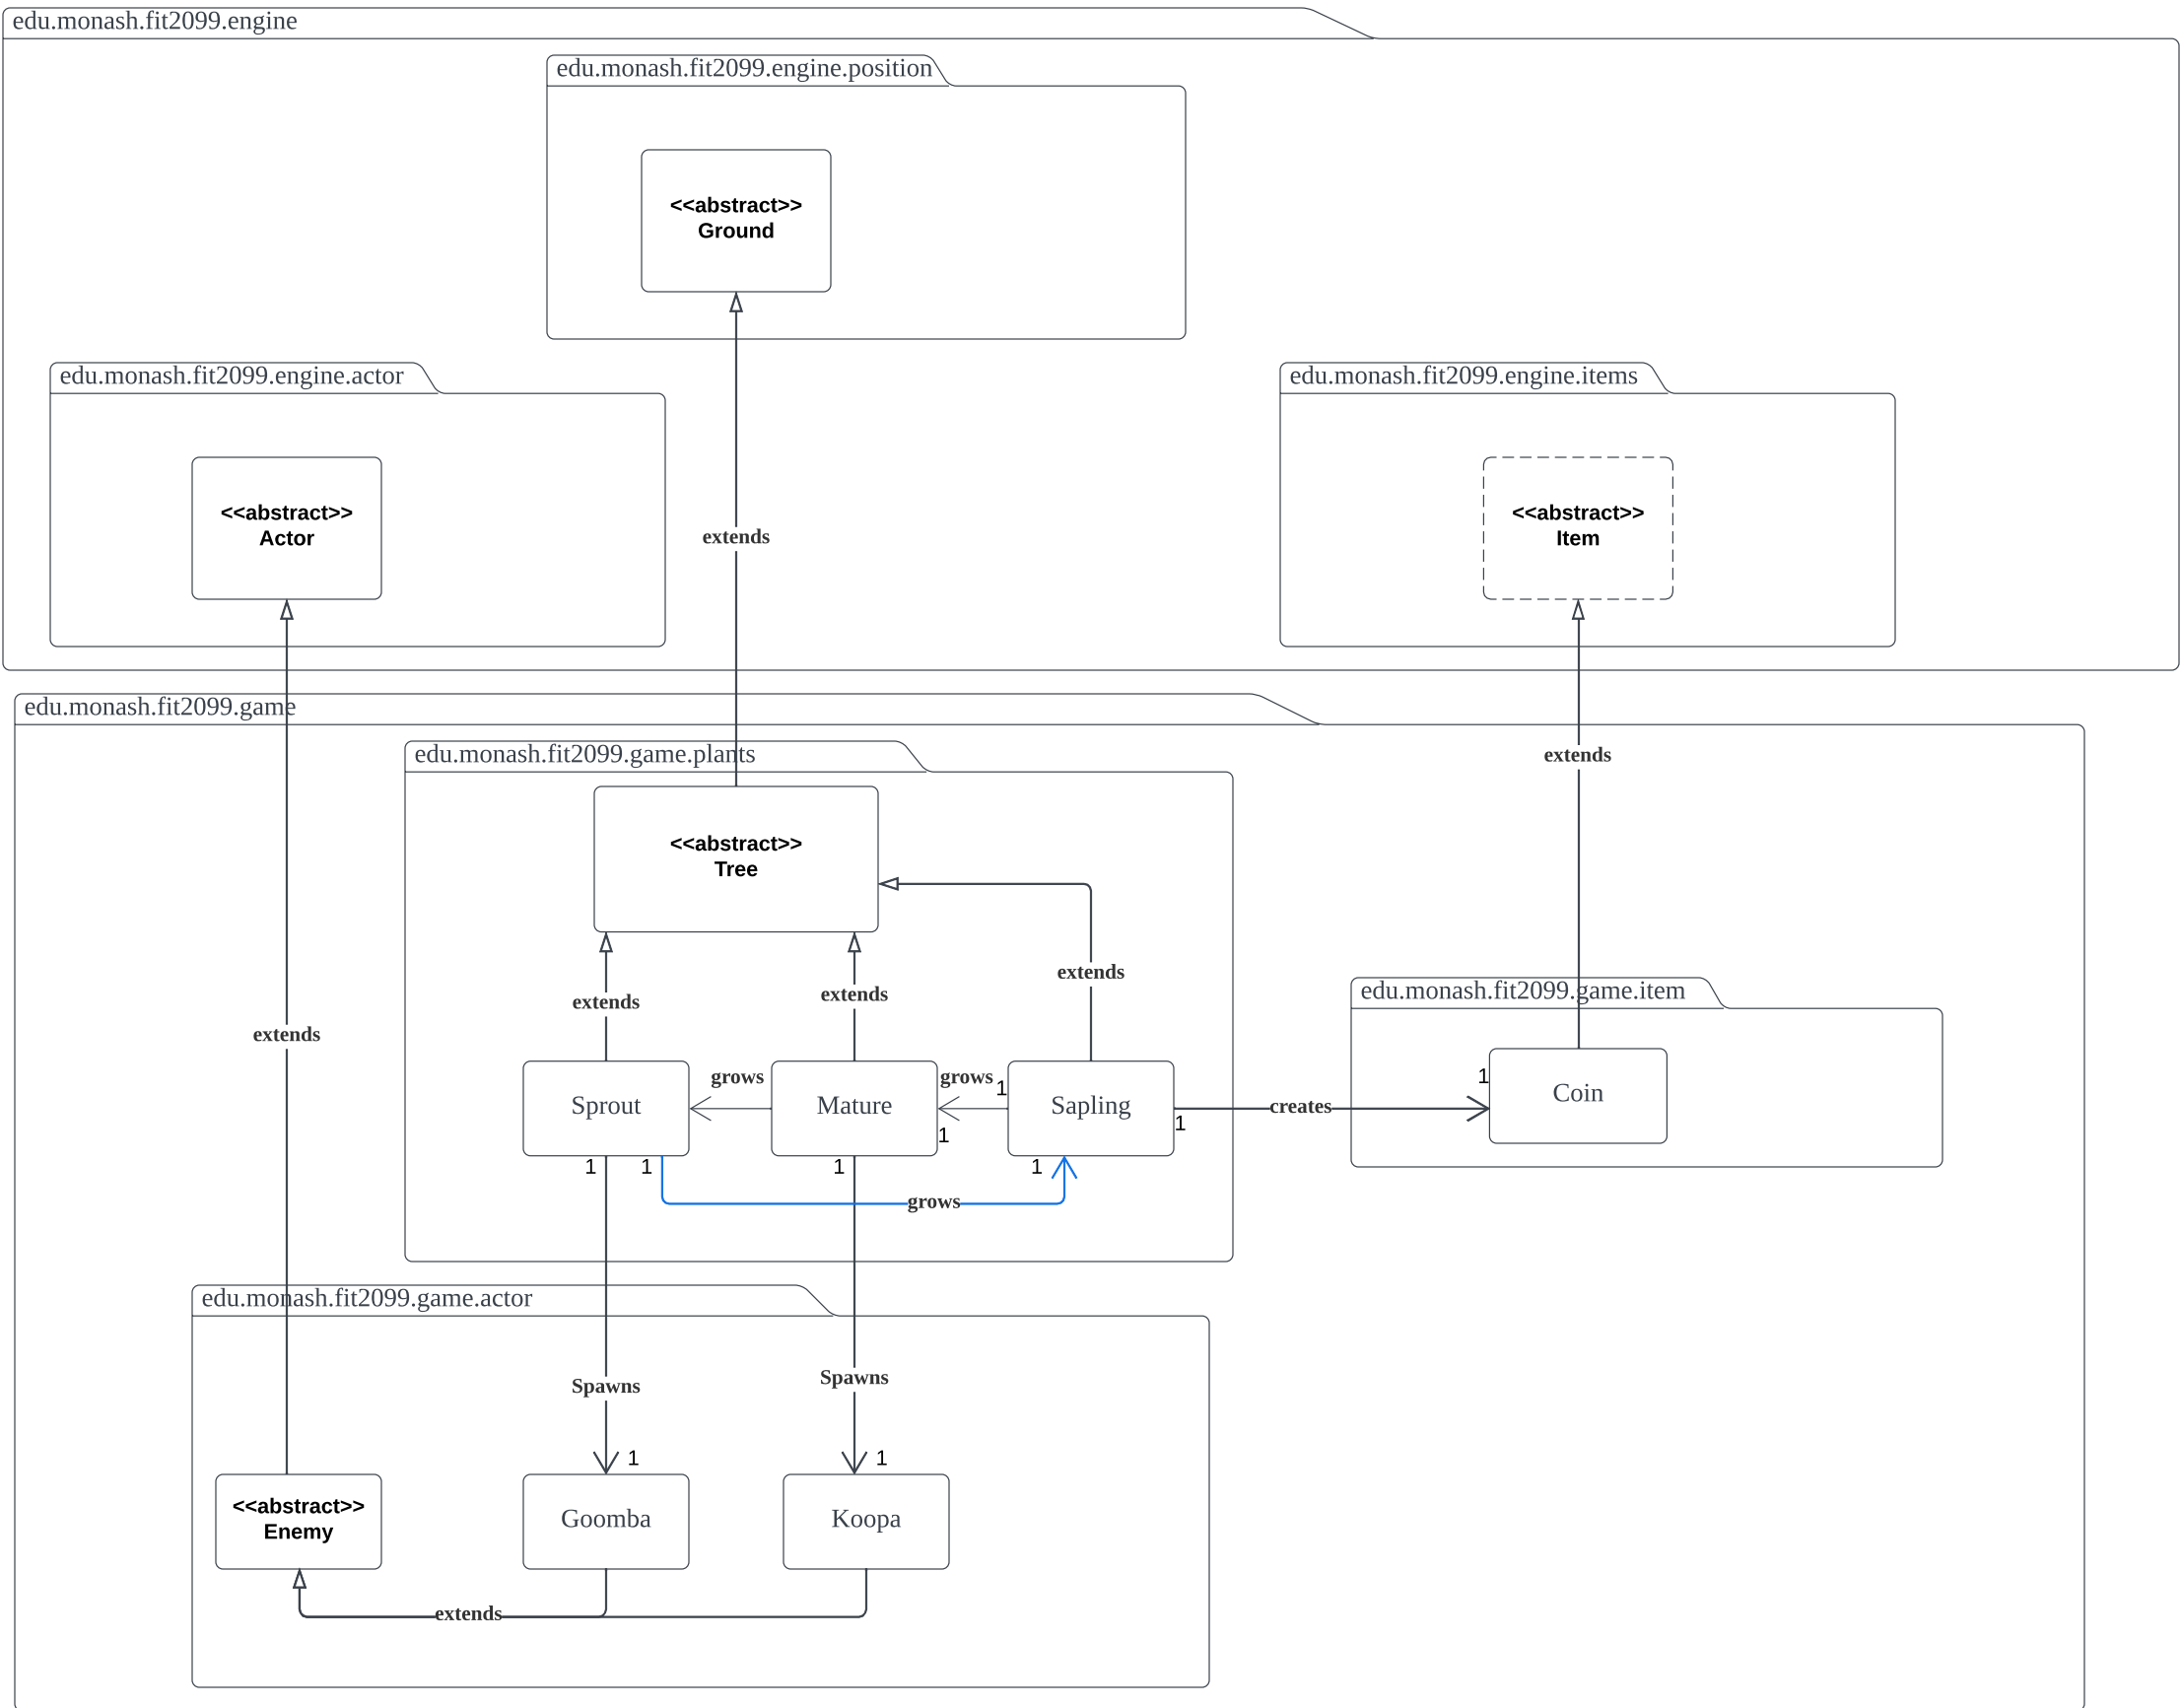 edu.monash.fit2099.engine
edu.monash.fit2099.engine.position
<<abstract>>
Ground
edu.monash.fit2099.engine.actor
edu.monash.fit2099.engine.items
<<abstract>>
Actor
extends
<<abstract>>
Item
edu.monash.fit2099.game
edu.monash.fit2099.game.plants
extends
<<abstract>>
Tree
extends
extends
extends
edu.monash.fit2099.game.item
extends
grows
grows
1
1
Sprout
Mature
Sapling
creates
Coin
1
1
1
1
1
1
grows
edu.monash.fit2099.game.actor
Spawns
Spawns
1
1
<<abstract>>
Enemy
Goomba
Koopa
extends